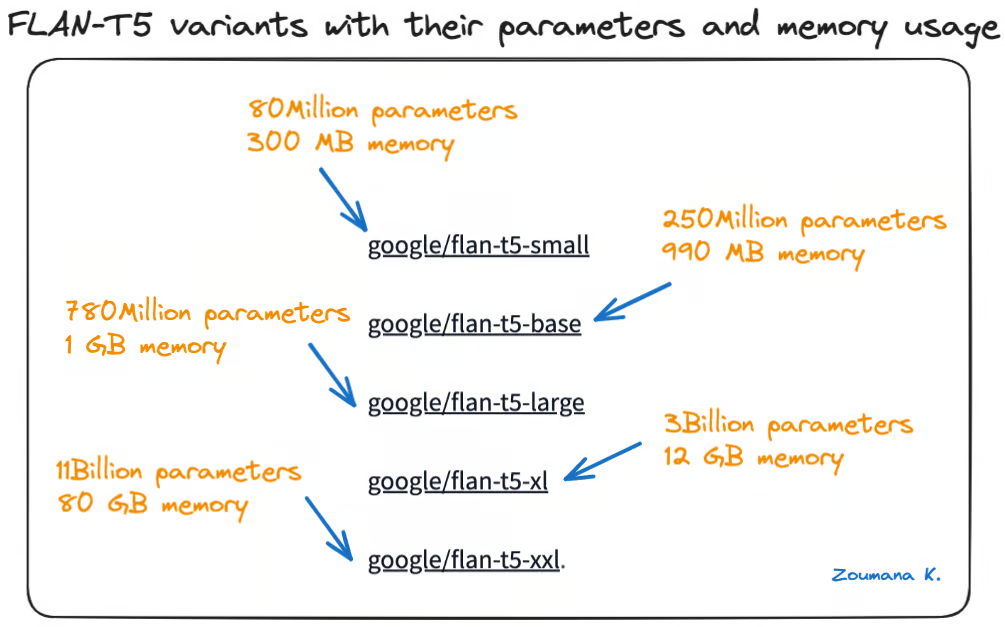 FLAN-T5 variants with their parameters and memory usage
80Million parameters
300 MB memory
google/flan-t5-small
250Million parameters
990 MB memory
google/flan-t5-base
780Million parameters
1 GB memory
google/flan-t5-large
3Billion parameters
12 GB memory
google/flan-t5-xl
11Billion parameters
80 GB memory
google/flan-t5-xxl.
Zoumana K.